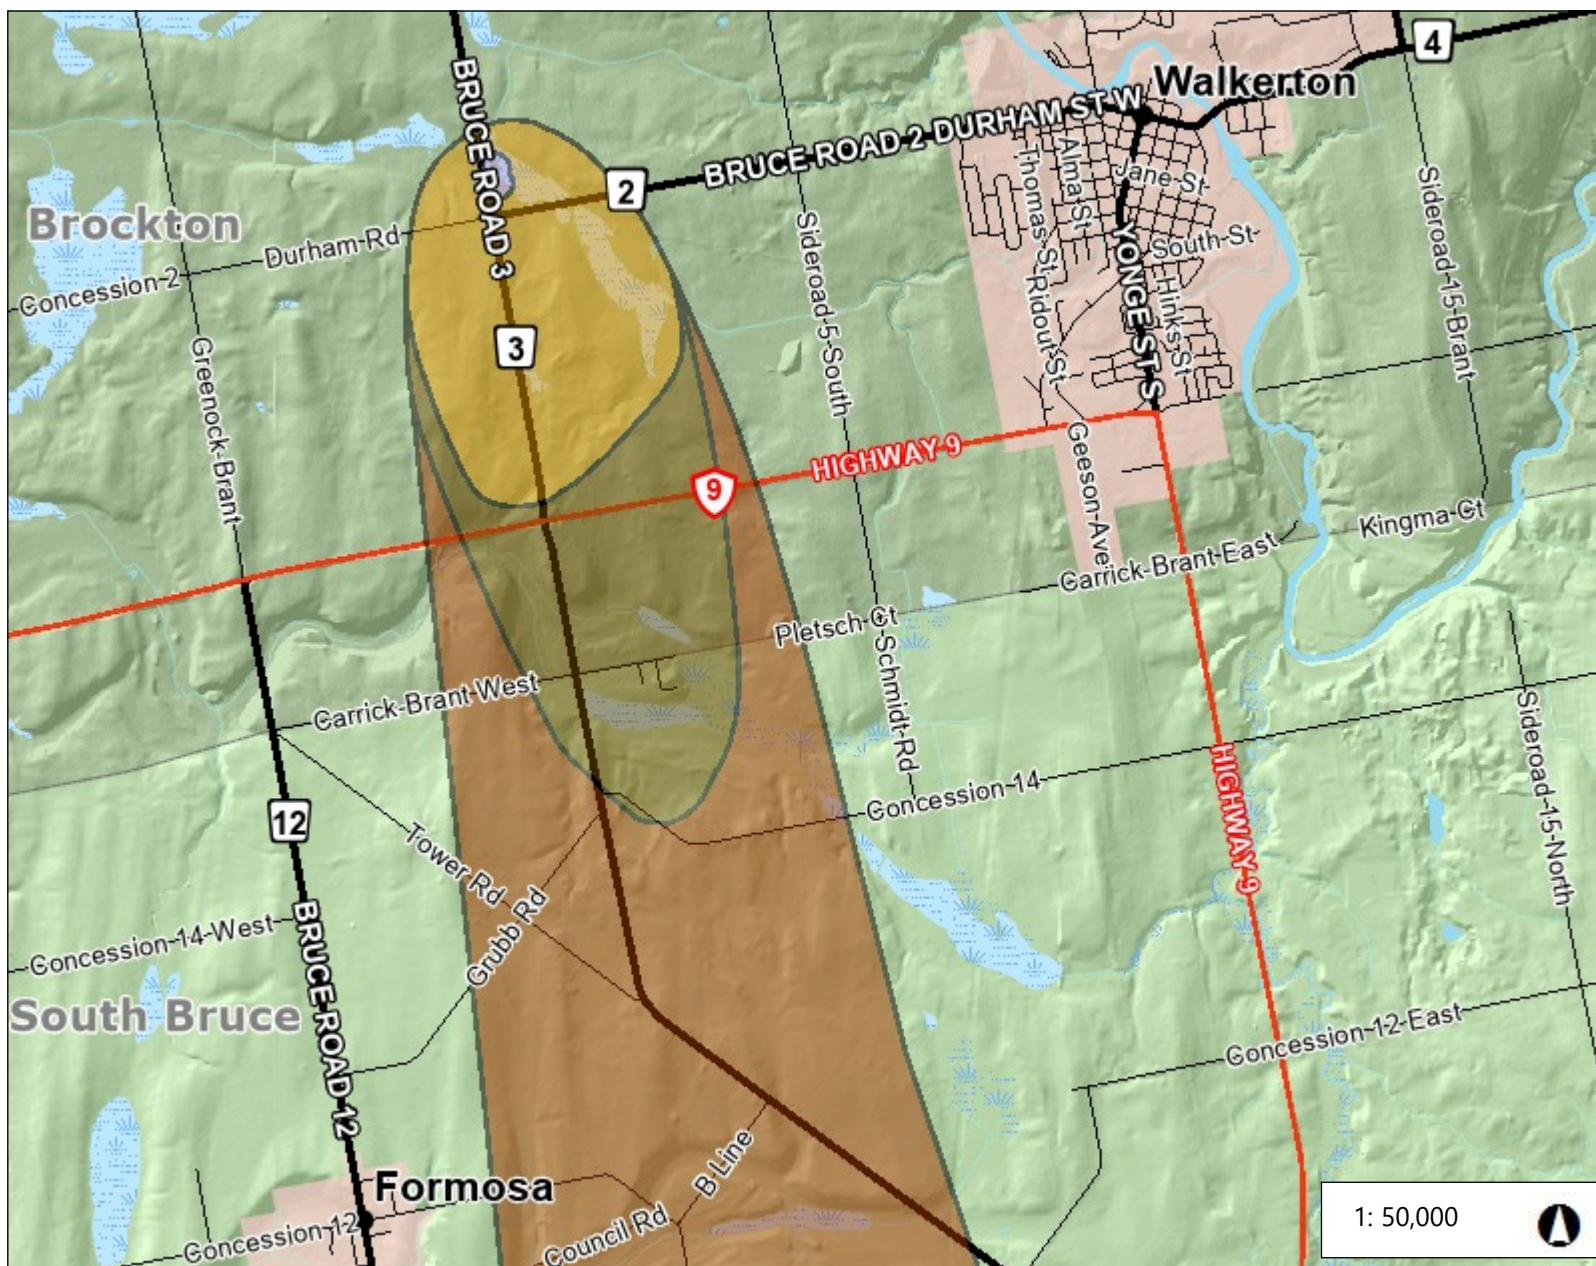 4
Walkerton
BRUCE ROAD 2 DURHAM ST W
BRUCE ROAD 3
2
Thomas-St
Alma-St
Jane-St
Sideroad-15-Brant
Brockton
Durham-Rd
Concession-2
Sideroad-5-South
South-St
YONGE ST S
Ridout-St
Hinks-St
3
Greenock-Brant
HIGHWAY 9
9
Geeson-Ave
Kingma-Ct
Carrick-Brant-East
Pletsch-Ct
Schmidt-Rd
Carrick-Brant-West
Sideroad-15-North
Concession-14
HIGHWAY 9
12
Tower Rd
Grubb Rd
Concession-14-West
BRUCE ROAD 12
South Bruce
Concession-12-East
B-Line
Formosa
Concession-12
Council Rd
1: 50,000